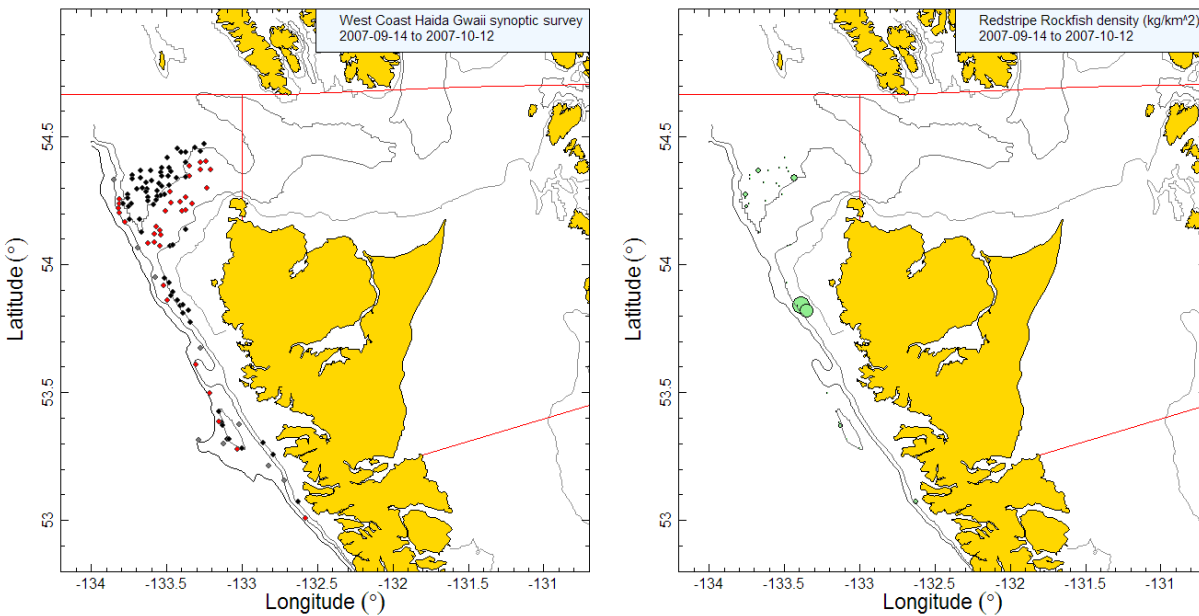 West Coast Haida Gwaii synoptic survey
2007-09-14 to 2007-10-12
54.5
54
53.5
53
Latitude (°)
-134
-133.5
-133
-132.5
-132
-131.5
-131
Longitude (°)
Redstripe Rockfish density (kg/km^2)
2007-09-14 to 2007-10-12
54.5
54
53.5
53
Latitude (°)
-134
-133.5
-133
-132.5
-132
-131.5
-131
Longitude (°)